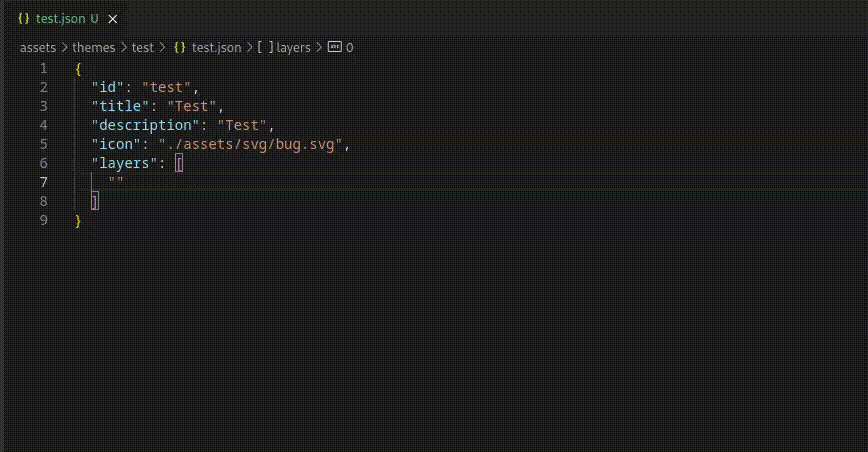 {} test.json U ×
assets > themes > test > {} test.json > [ ] layers > abc 0
1 {
2 "id": "test",
3 "title": "Test",
4 "description": "Test",
5 "icon": "./assets/svg/bug.svg",
6 "layers": [
7 ""
8 ]
9 }